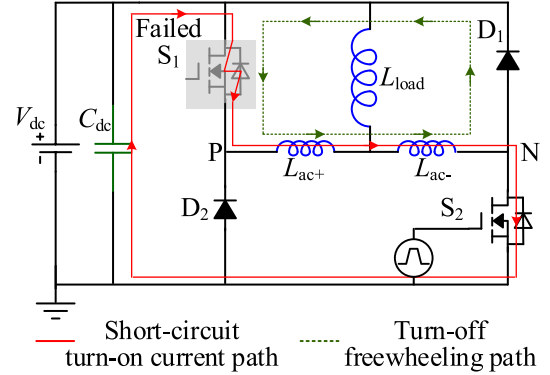 Failed
S1
D1
Vdc
+
-
Cdc
Lload
P
Lac+
Lac-
N
D2
S2
Short-circuit
turn-on current path
Turn-off
freewheeling path